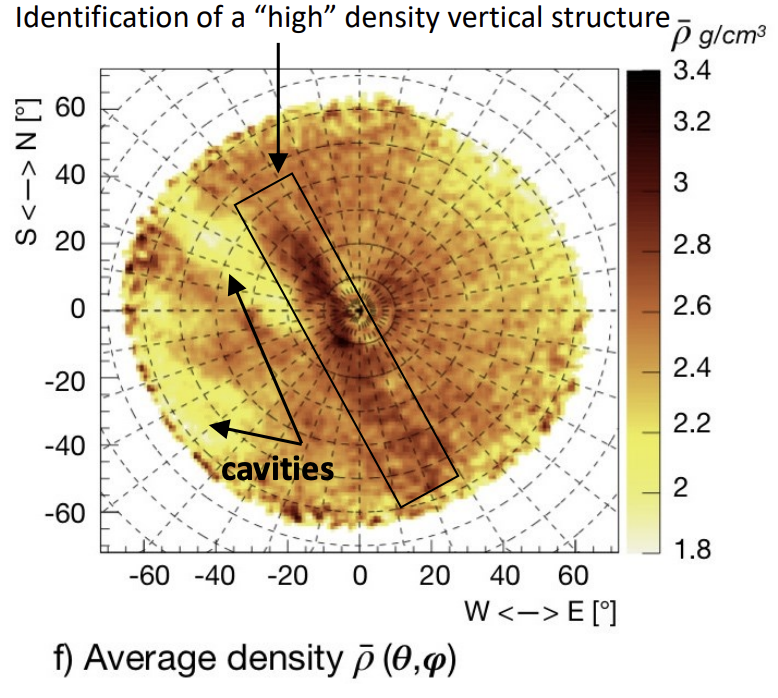 Identification of a “high” density vertical structure
ρ̄ g/cm³
3.4
3.2
3
2.8
2.6
2.4
2.2
2
1.8
S <—> N [°]
60
40
20
0
-20
-40
-60
cavities
-60 -40 -20 0 20 40 60
W <—> E [°]
f) Average density ρ̄ (θ,φ)